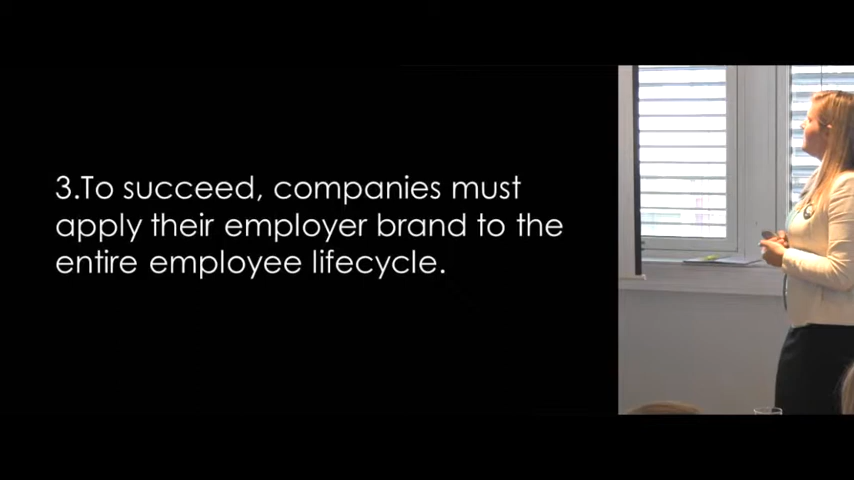 3.To succeed, companies must
apply their employer brand to the
entire employee lifecycle.